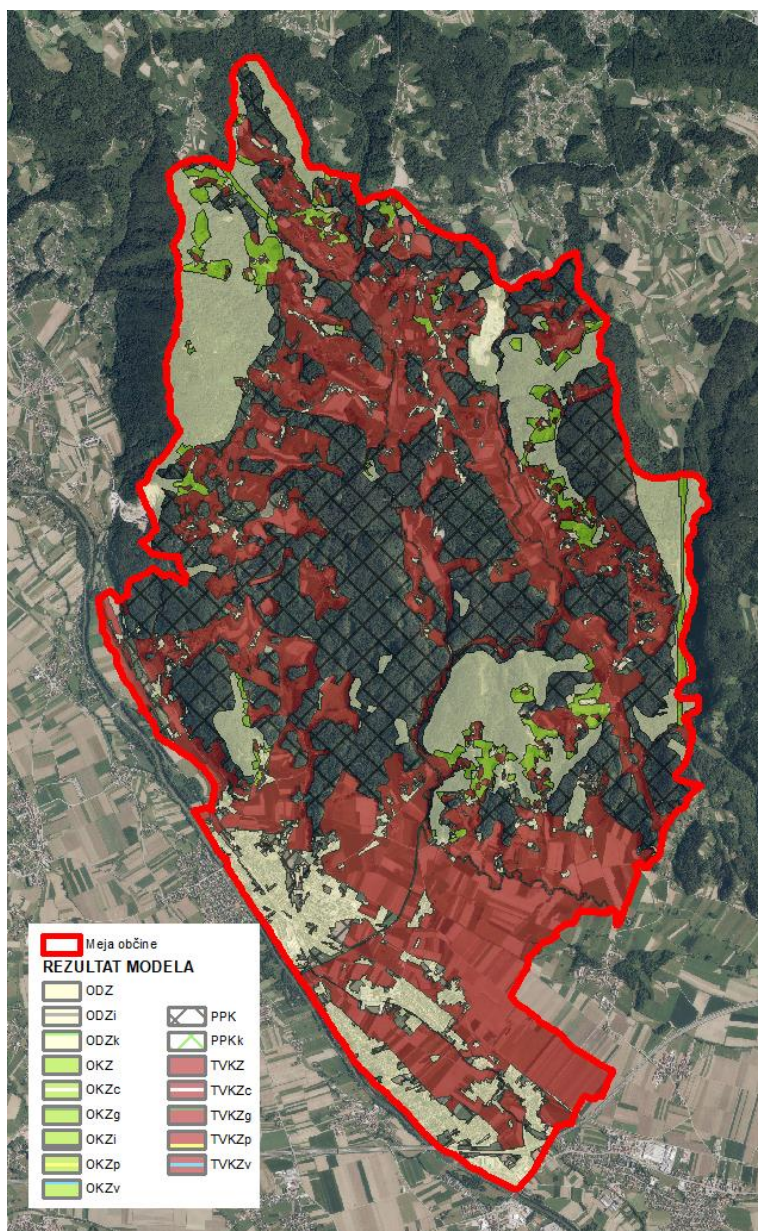 Meja občine
REZULTAT MODELA
ODZ
ODZi
ODZk
OKZ
OKZc
OKZg
OKZi
OKZp
OKZv
PPK
PPKk
TVKZ
TVKZc
TVKZg
TVKZp
TVKZv